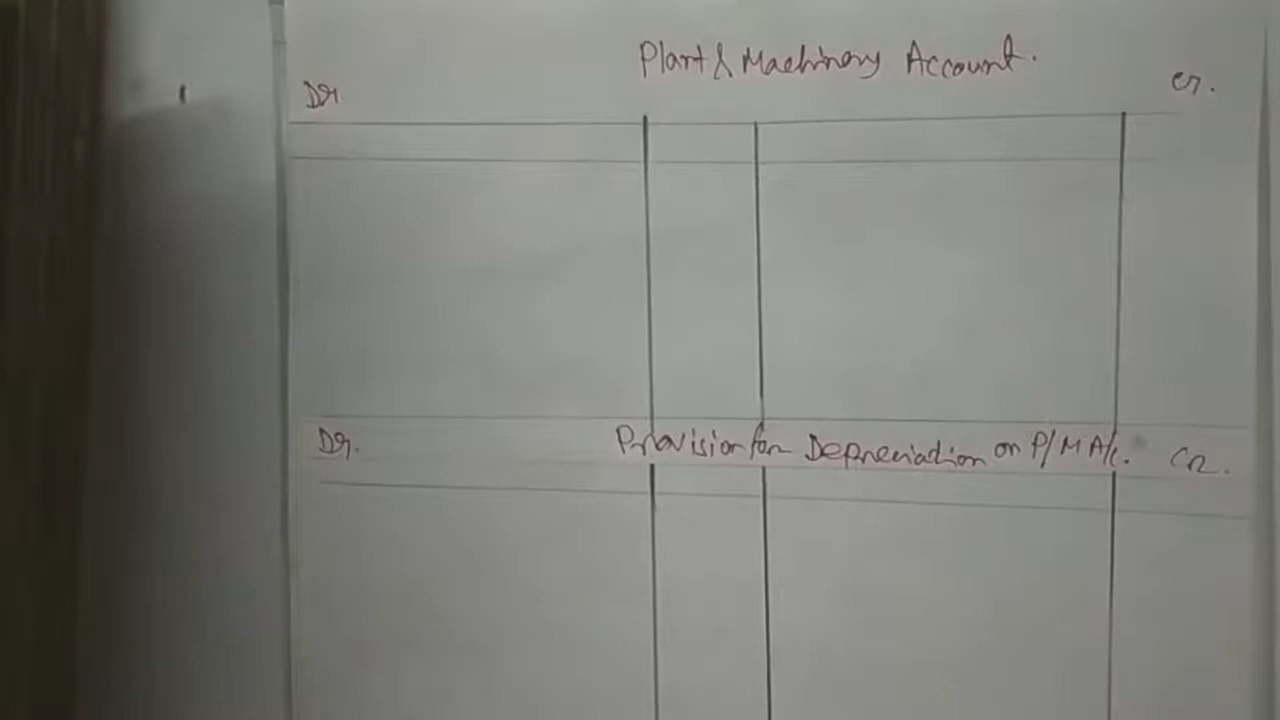 Plant & Machinery Account.
Dr Cr.
Dr. Provision for Depreciation on P/M A/c. Cr.